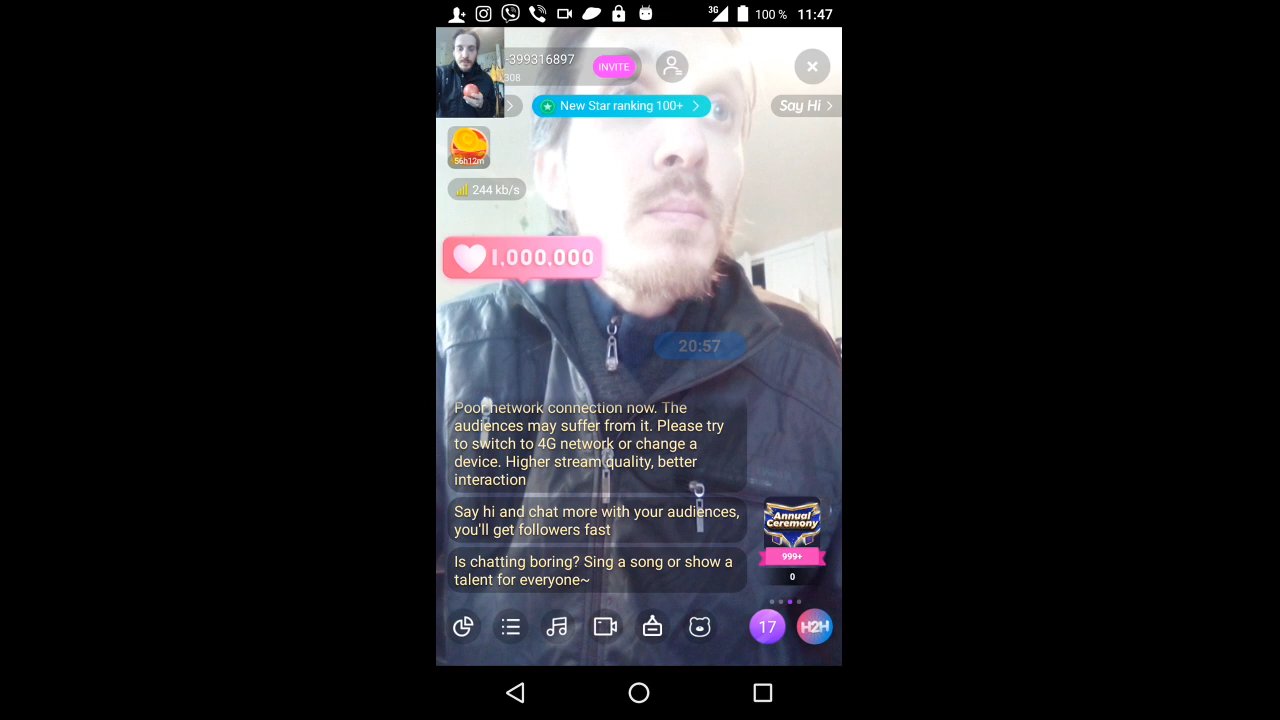 3G
100 %
11:47
-399316897
308
INVITE
New Star ranking 100+
Say Hi
56h12m
244 kb/s
1,000,000
20:57
Poor network connection now. The
audiences may suffer from it. Please try
to switch to 4G network or change a
device. Higher stream quality, better
interaction
Say hi and chat more with your audiences,
you'll get followers fast
Is chatting boring? Sing a song or show a
talent for everyone~
Annual
Ceremony
999+
0
17
H2H